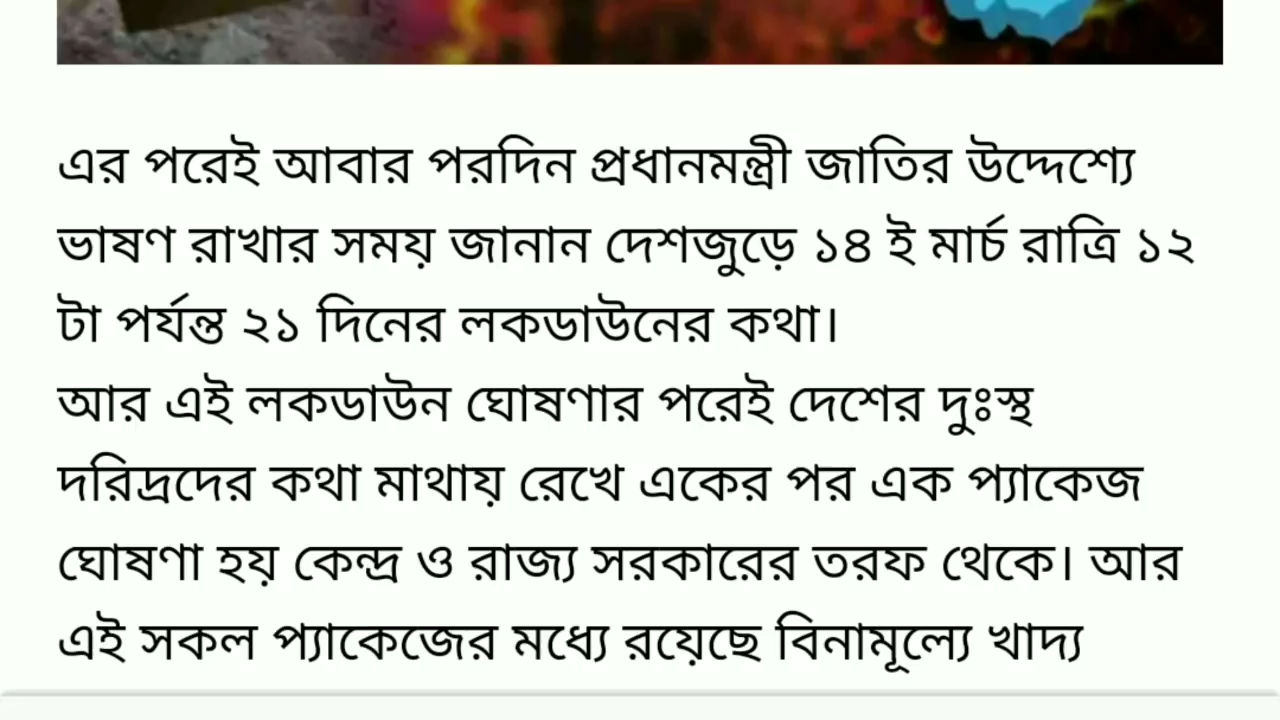 এর পরেই আবার পরদিন প্রধানমন্ত্রী জাতির উদ্দেশ্যে
ভাষণ রাখার সময় জানান দেশজুড়ে ১৪ ই মার্চ রাত্রি ১২
টা পর্যন্ত ২১ দিনের লকডাউনের কথা।
আর এই লকডাউন ঘোষণার পরেই দেশের দুঃস্থ
দরিদ্রদের কথা মাথায় রেখে একের পর এক প্যাকেজ
ঘোষণা হয় কেন্দ্র ও রাজ্য সরকারের তরফ থেকে। আর
এই সকল প্যাকেজের মধ্যে রয়েছে বিনামূল্যে খাদ্য